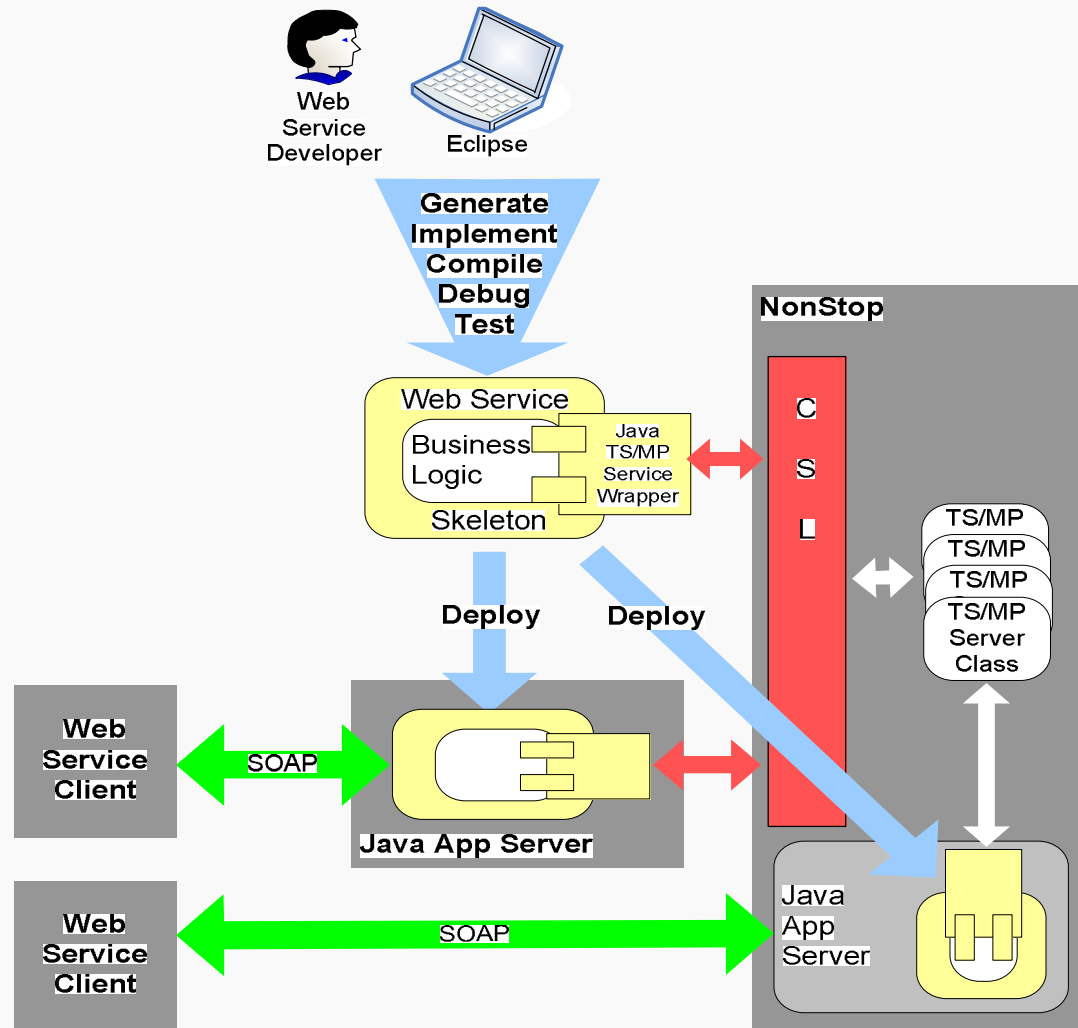 Web
Service
Developer
Eclipse
Generate
Implement
Compile
Debug
Test
NonStop
Web Service
Business
Logic
Skeleton
Java
TS/MP
Service
Wrapper
C
S
L
TS/MP
TS/MP
TS/MP
TS/MP
Server
Class
Deploy
Deploy
Web
Service
Client
SOAP
Java App Server
Web
Service
Client
SOAP
Java
App
Server